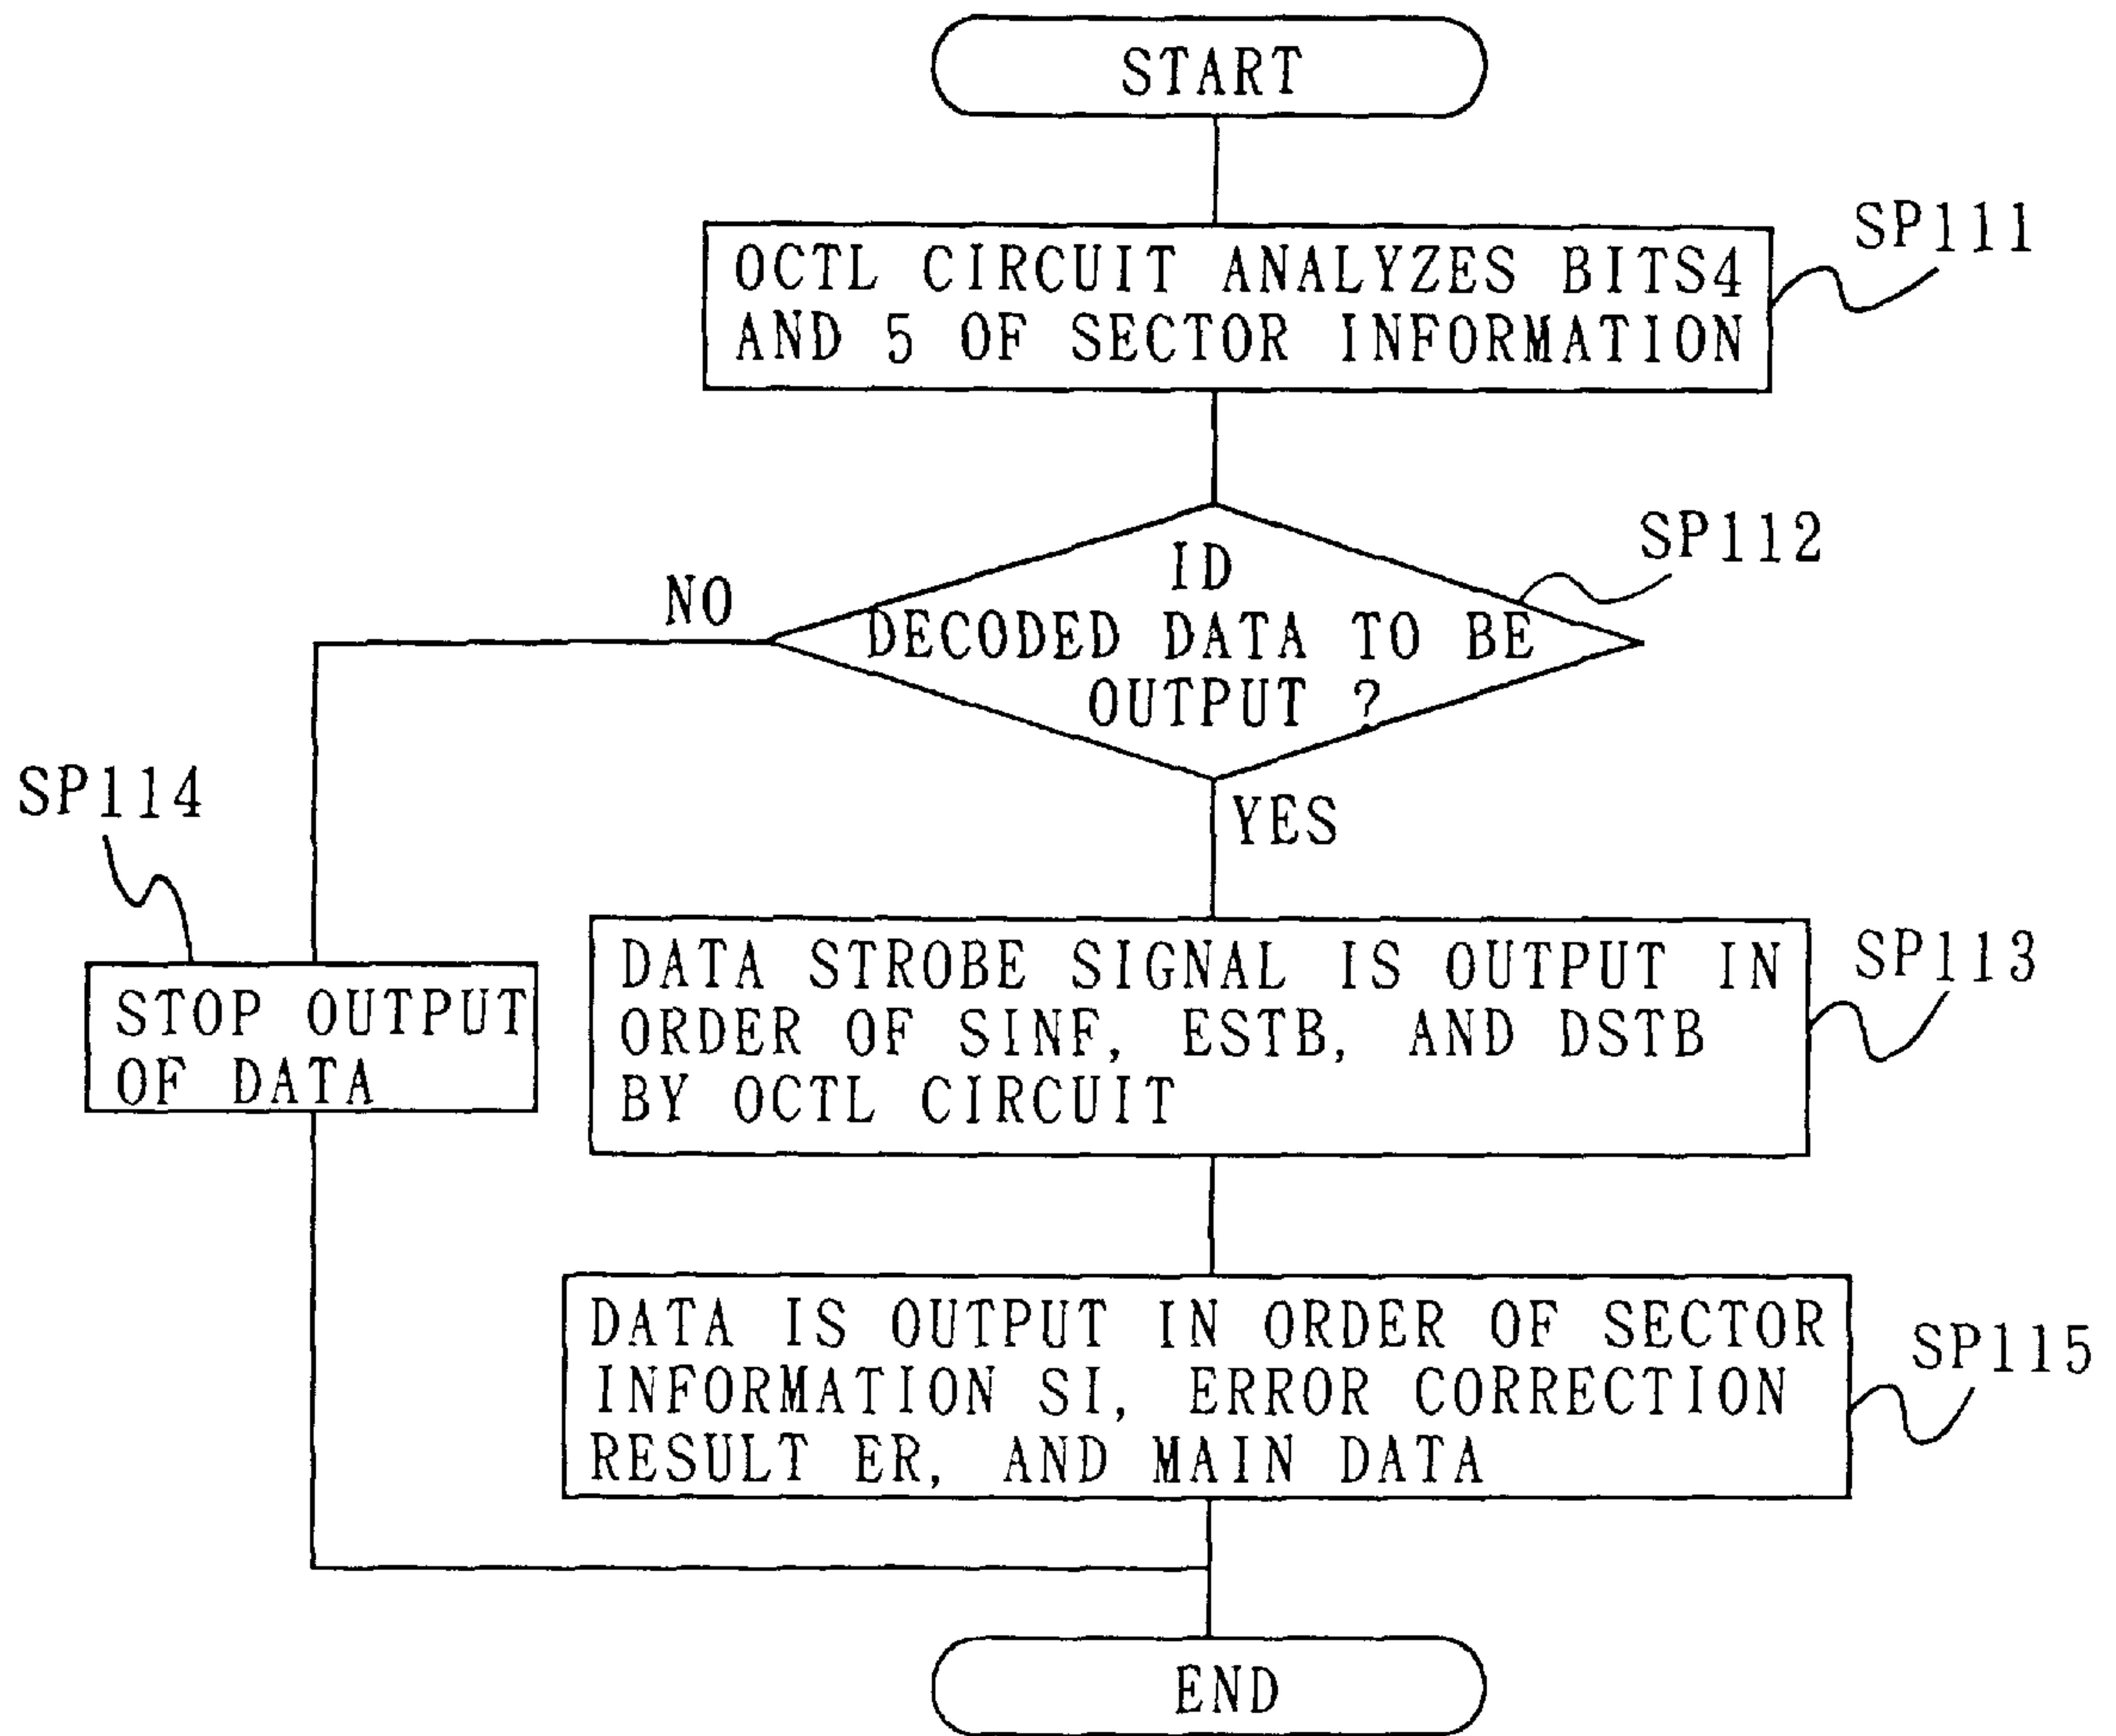 START
SP111
OCTL CIRCUIT ANALYZES BITS4
AND 5 OF SECTOR INFORMATION
SP112
ID
DECODED DATA TO BE
OUTPUT ?
NO
YES
SP114
STOP OUTPUT
OF DATA
SP113
DATA STROBE SIGNAL IS OUTPUT IN
ORDER OF SINF, ESTB, AND DSTB
BY OCTL CIRCUIT
SP115
DATA IS OUTPUT IN ORDER OF SECTOR
INFORMATION SI, ERROR CORRECTION
RESULT ER, AND MAIN DATA
END